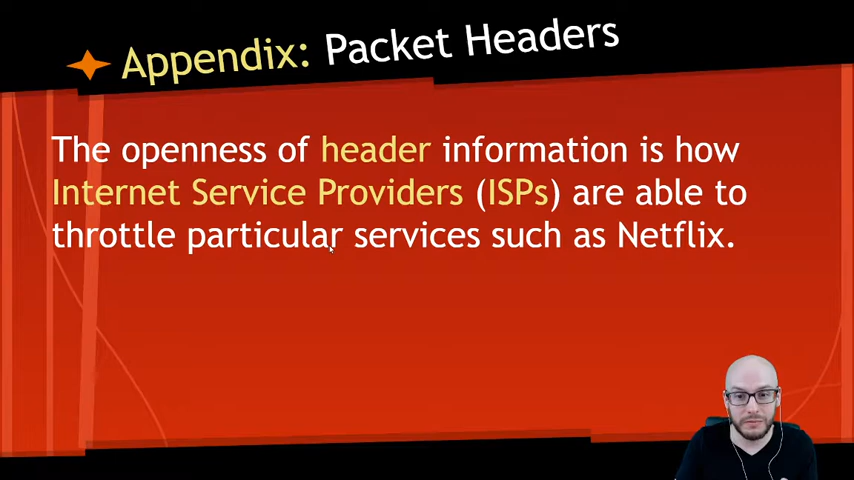 Appendix: Packet Headers
The openness of header information is how
Internet Service Providers (ISPs) are able to
throttle particular services such as Netflix.